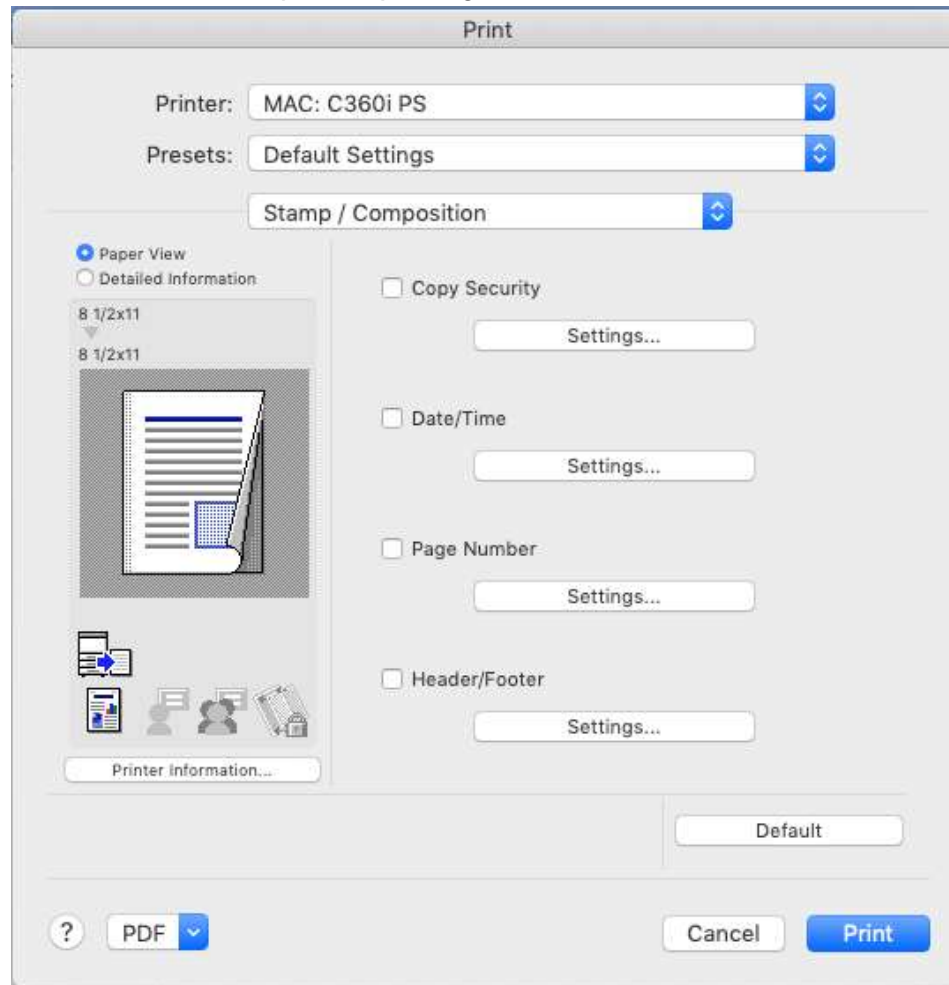 Print
Printer: MAC: C360i PS
Presets: Default Settings
Stamp / Composition
Paper View
Detailed Information
8 1/2x11
8 1/2x11
Copy Security
Settings...
Date/Time
Settings...
Page Number
Settings...
Header/Footer
Settings...
Printer Information...
Default
? PDF Cancel Print